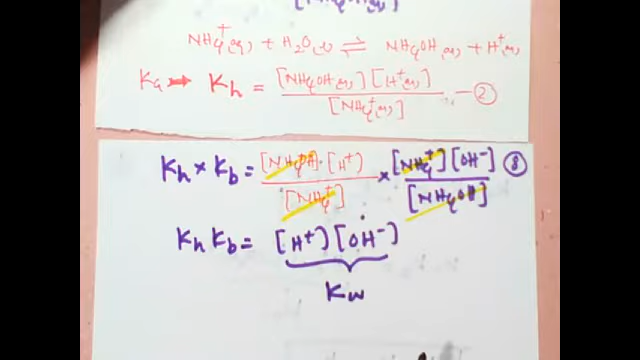 NH4+(aq) + H2O(l) ⇌ NH4OH(aq) + H+(aq)
Ka → Kh = [NH4OH(aq)] [H+(aq)] / [NH4+(aq)] ... ②
Kh × Kb = [NH4OH]·[H+] / [NH4+] × [NH4+][OH-] / [NH4OH] ⑧
Kh Kb = [H+][OH-]
Kw